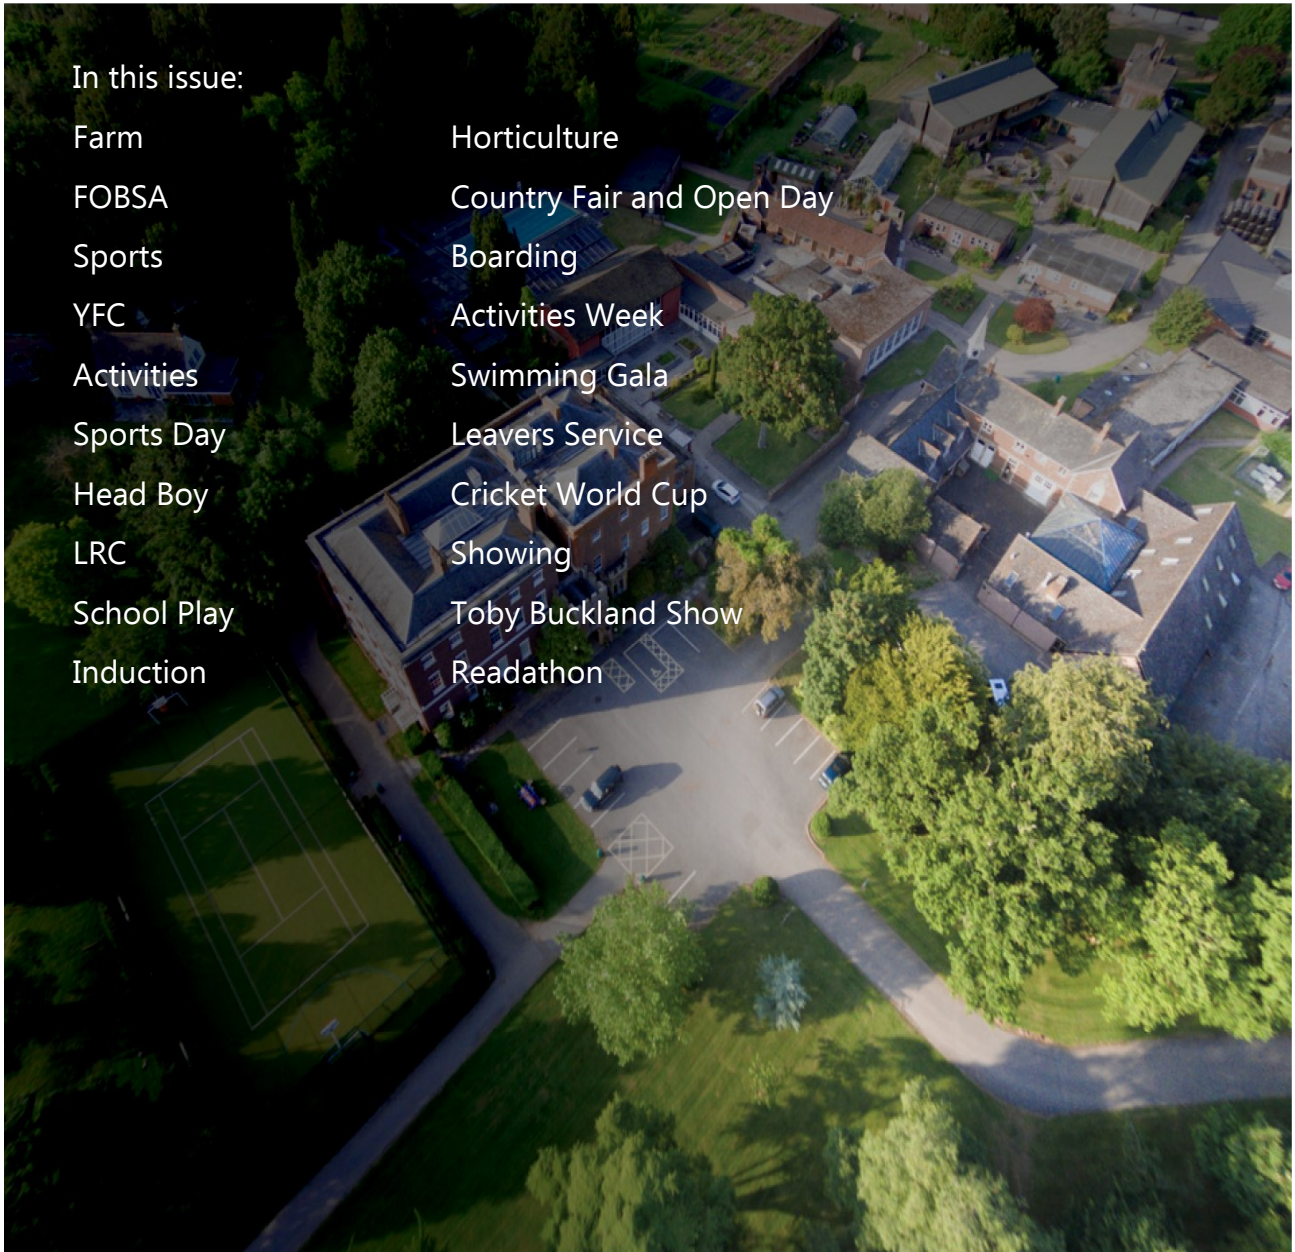 In this issue:
Farm
FOBSA
Sports
YFC
Activities
Sports Day
Head Boy
LRC
School Play
Induction
Horticulture
Country Fair and Open Day
Boarding
Activities Week
Swimming Gala
Leavers Service
Cricket World Cup
Showing
Toby Buckland Show
Readathon